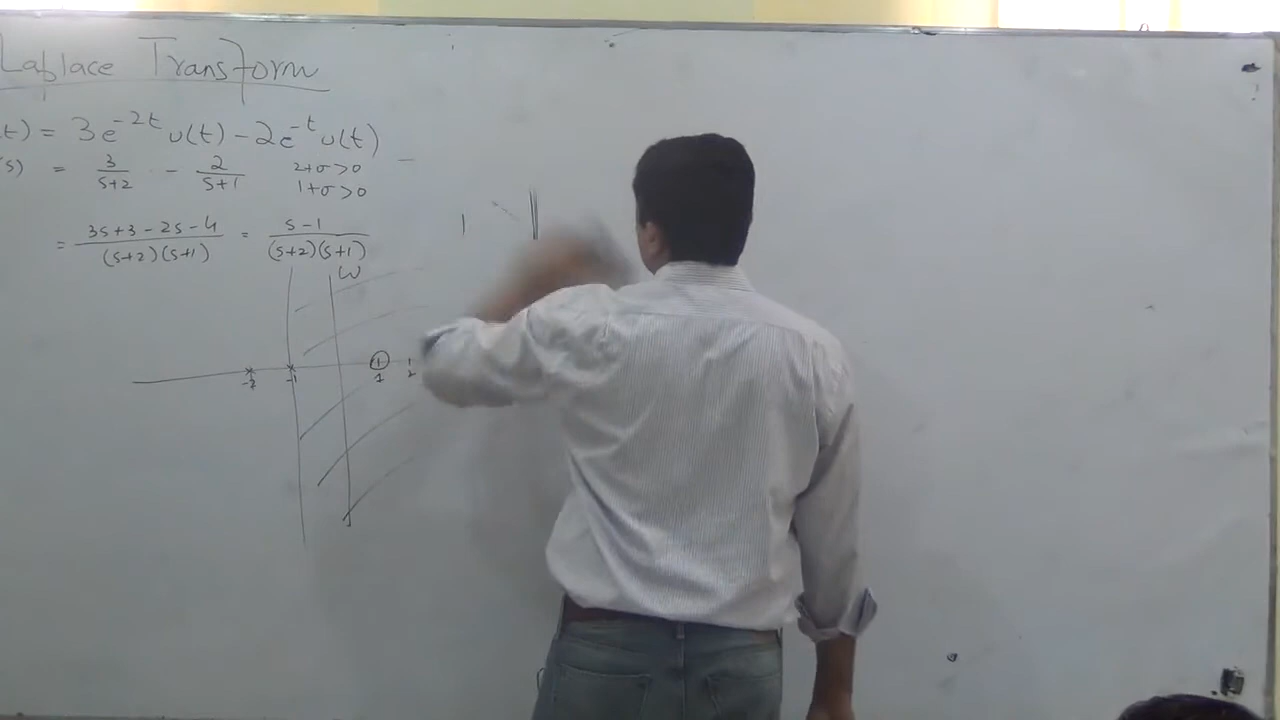 Laplace Transform
(t) = 3e^{-2t} u(t) - 2e^{-t} u(t)
(s) = 3/(s+2) - 2/(s+1) 2+σ>0
1+σ>0
= (3s+3-2s-4)/((s+2)(s+1)) = (s-1)/((s+2)(s+1))
ω
-2 -1 1 2